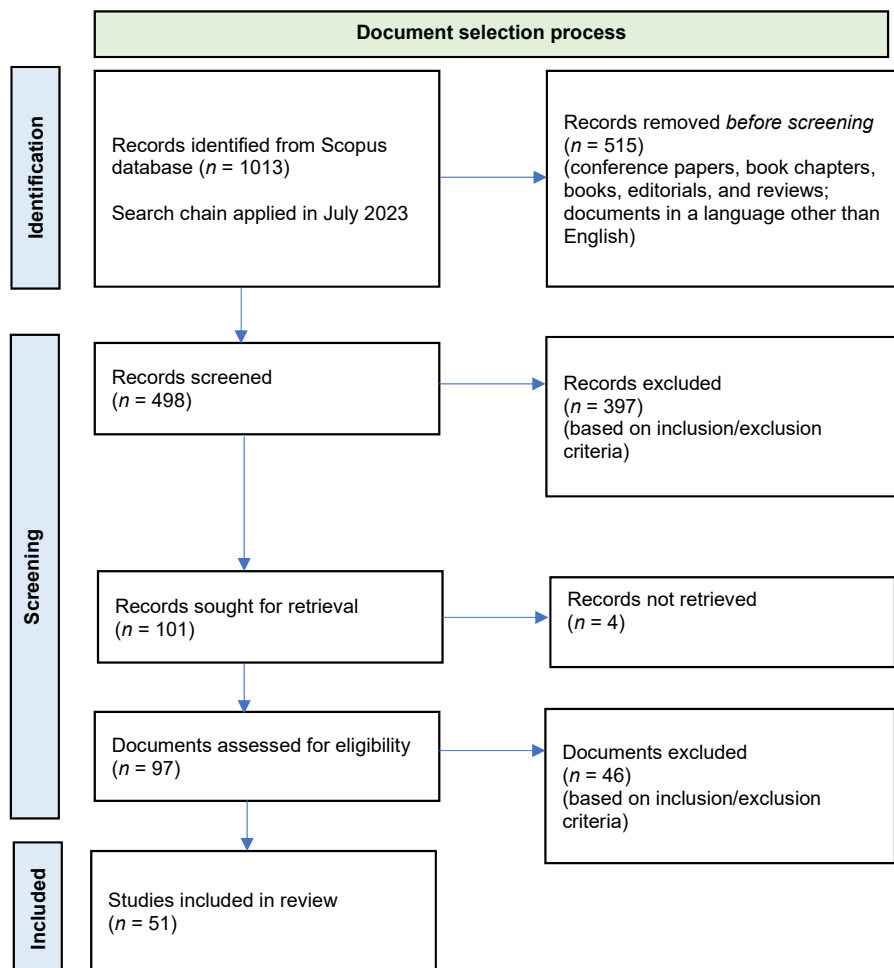 Document selection process
Identification
Records identified from Scopus
database (n = 1013)
Search chain applied in July 2023
Records removed before screening
(n = 515)
(conference papers, book chapters,
books, editorials, and reviews;
documents in a language other than
English)
Screening
Records screened
(n = 498)
Records excluded
(n = 397)
(based on inclusion/exclusion
criteria)
Records sought for retrieval
(n = 101)
Records not retrieved
(n = 4)
Documents assessed for eligibility
(n = 97)
Documents excluded
(n = 46)
(based on inclusion/exclusion
criteria)
Included
Studies included in review
(n = 51)